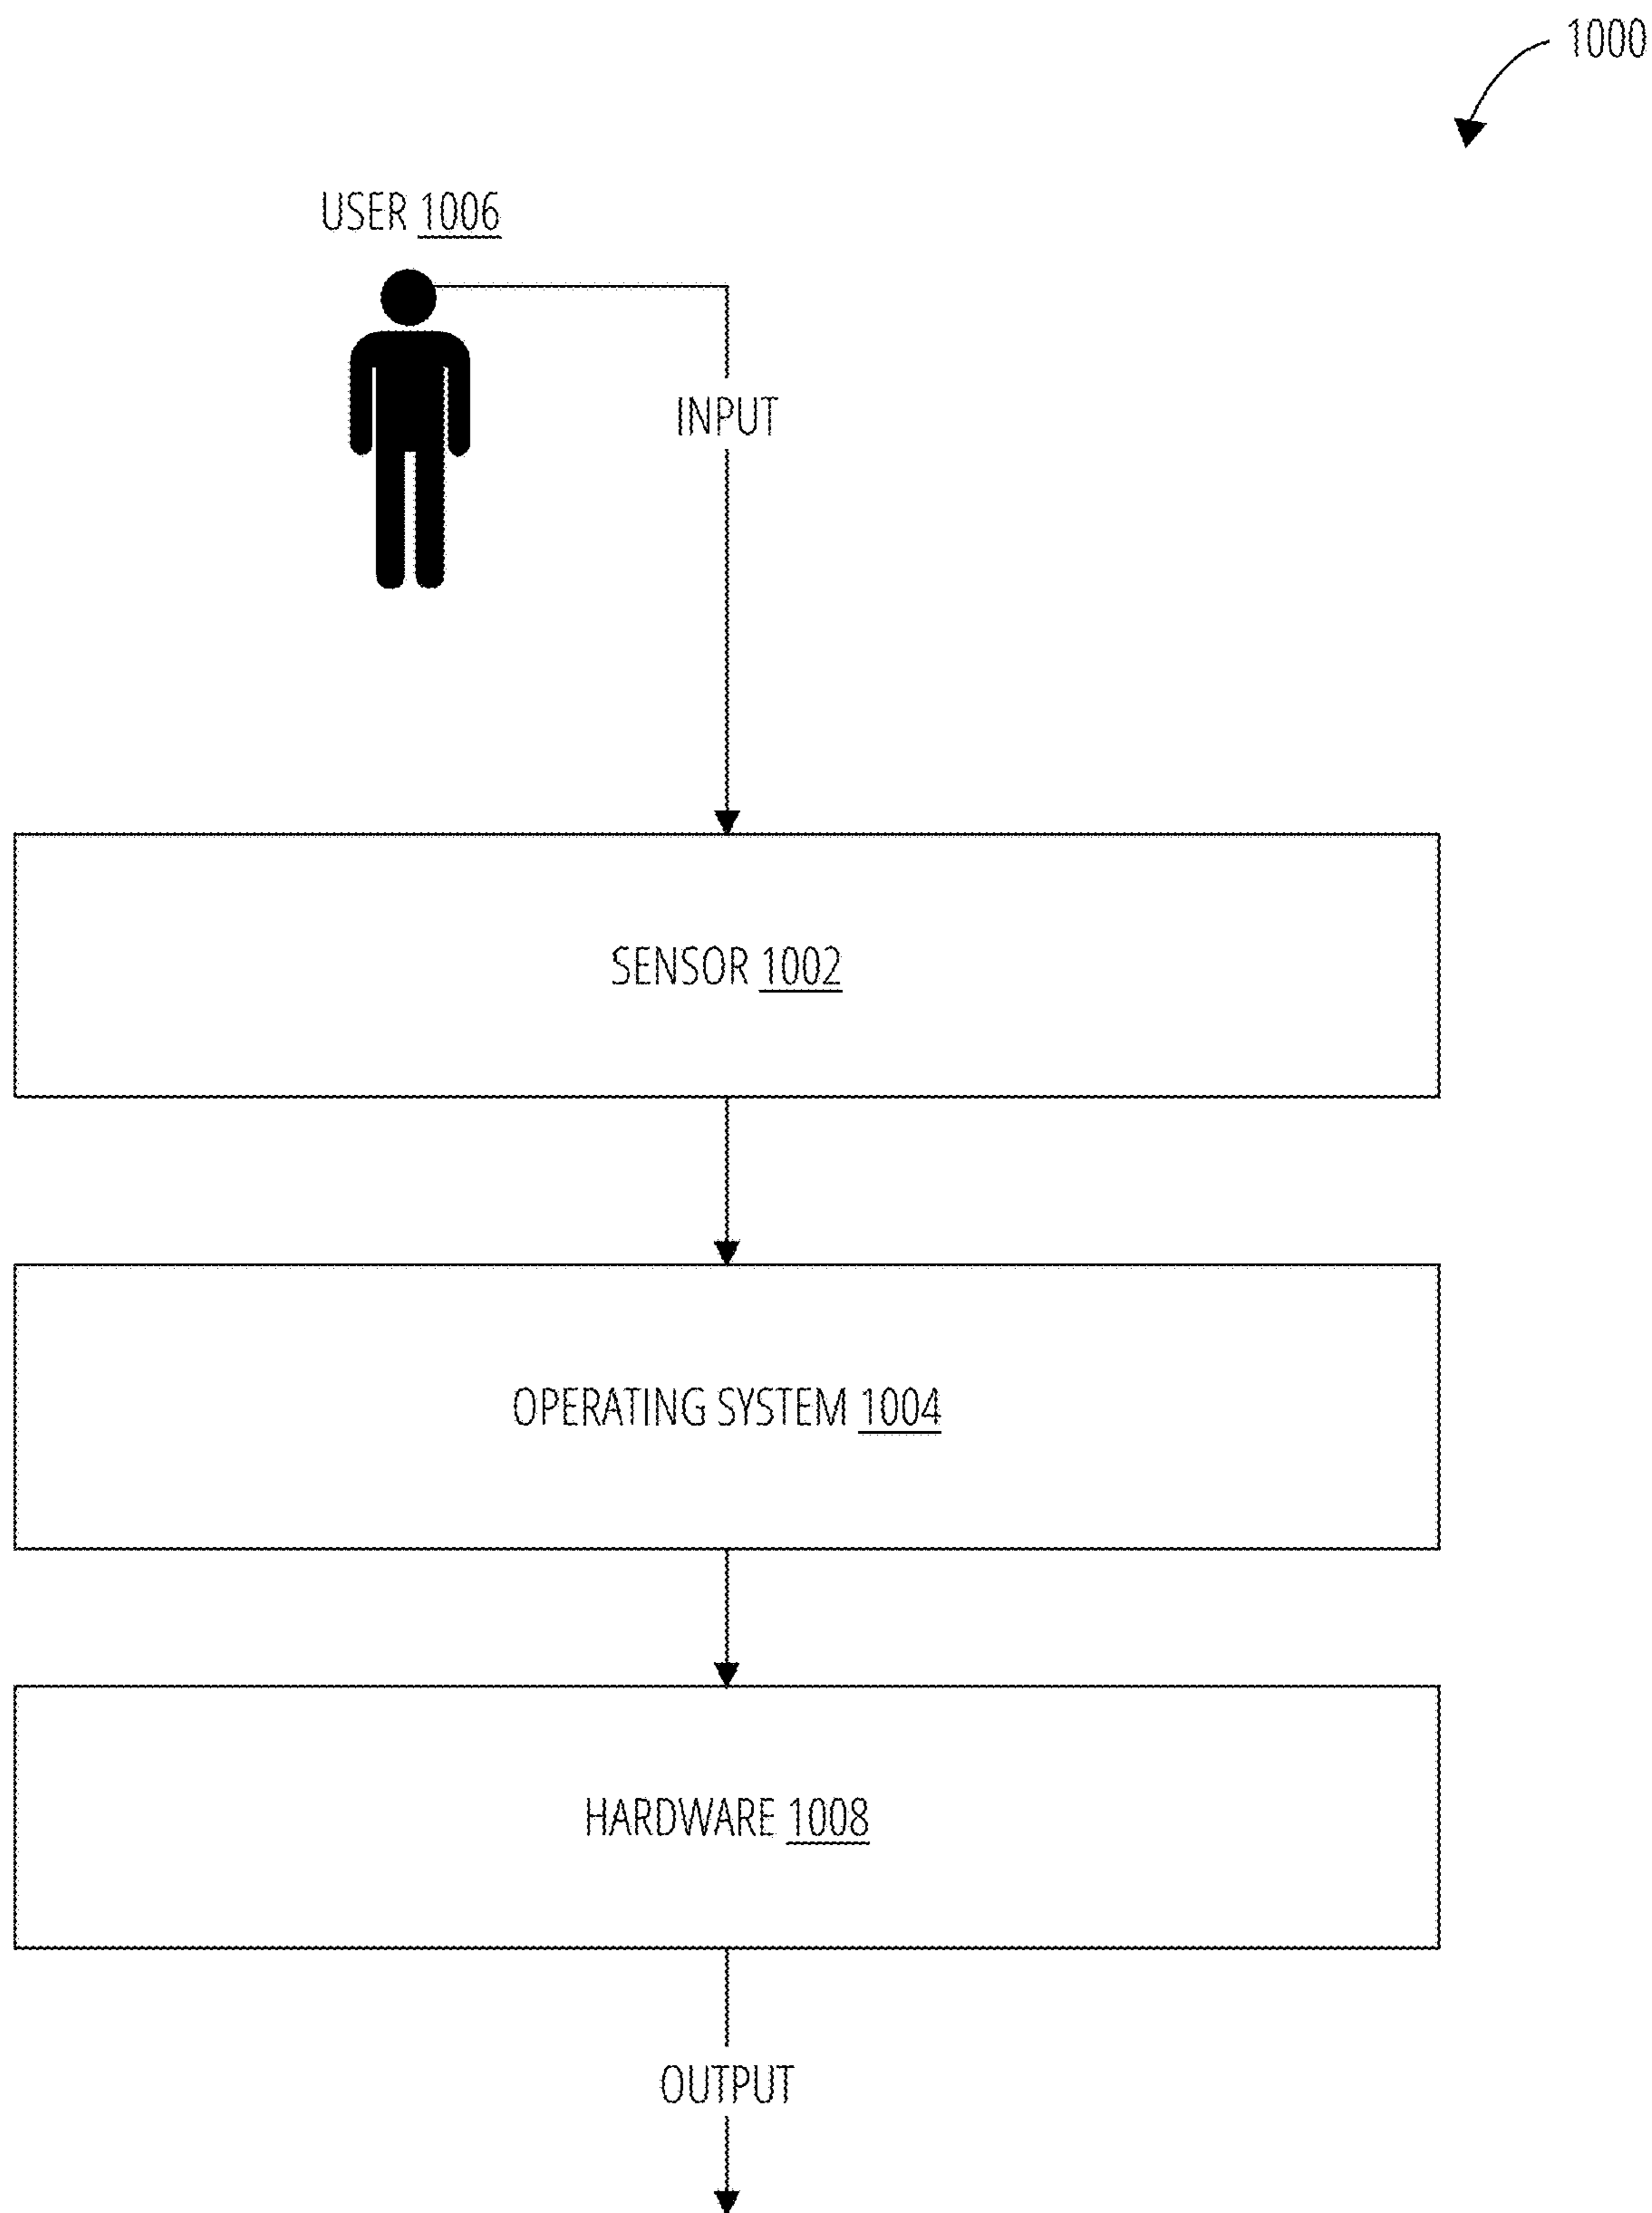 1000
USER 1006
INPUT
SENSOR 1002
OPERATING SYSTEM 1004
HARDWARE 1008
OUTPUT